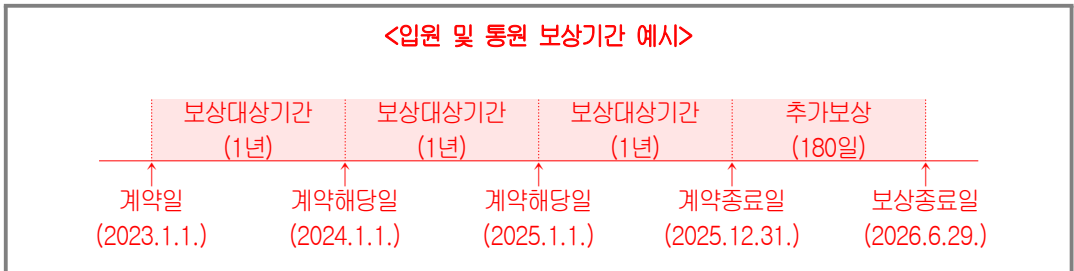 <입원 및 통원 보상기간 예시>
보상대상기간 보상대상기간 보상대상기간 추가보상
(1년) (1년) (1년) (180일)
계약일 계약해당일 계약해당일 계약종료일 보상종료일
(2023.1.1.) (2024.1.1.) (2025.1.1.) (2025.12.31.) (2026.6.29.)